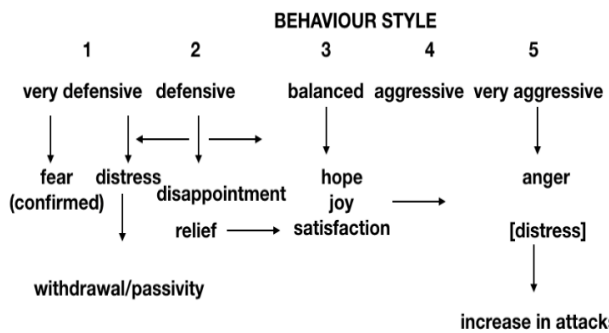 BEHAVIOUR STYLE
1 2 3 4 5
very defensive defensive balanced aggressive very aggressive
fear distress hope anger
(confirmed) disappointment joy
relief satisfaction [distress]
withdrawal/passivity
increase in attack